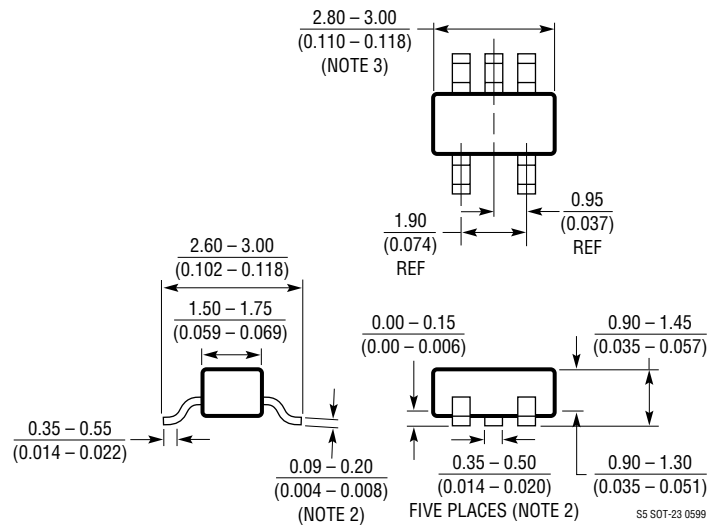 2.80 – 3.00
(0.110 – 0.118)
(NOTE 3)
0.95
(0.037)
REF
1.90
(0.074)
REF
2.60 – 3.00
(0.102 – 0.118)
1.50 – 1.75
(0.059 – 0.069)
0.00 – 0.15
(0.00 – 0.006)
0.90 – 1.45
(0.035 – 0.057)
0.35 – 0.55
(0.014 – 0.022)
0.09 – 0.20
(0.004 – 0.008)
(NOTE 2)
0.35 – 0.50
(0.014 – 0.020)
FIVE PLACES (NOTE 2)
0.90 – 1.30
(0.035 – 0.051)
S5 SOT-23 0599